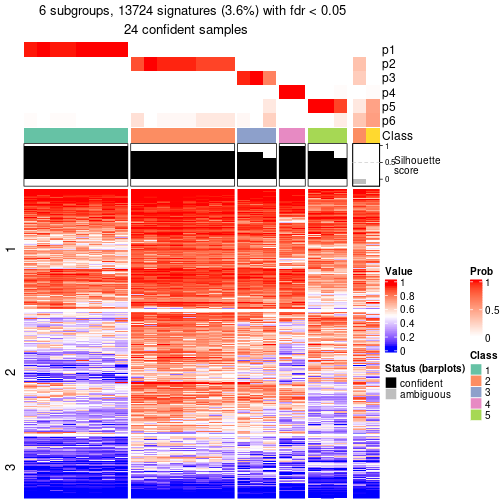 6 subgroups, 13724 signatures (3.6%) with fdr < 0.05
24 confident samples
p1
p2
p3
p4
p5
p6
Class
1
0.5
0
Silhouette
score
1
2
3
Value
1
0.8
0.6
0.4
0.2
0
Prob
1
0.5
0
Status (barplots)
confident
ambiguous
Class
1
2
3
4
5